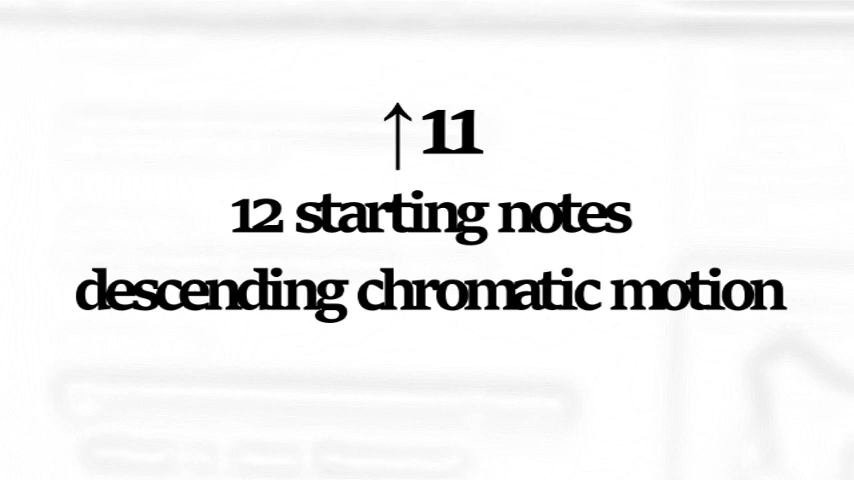 ↑11
12 starting notes
descending chromatic motion